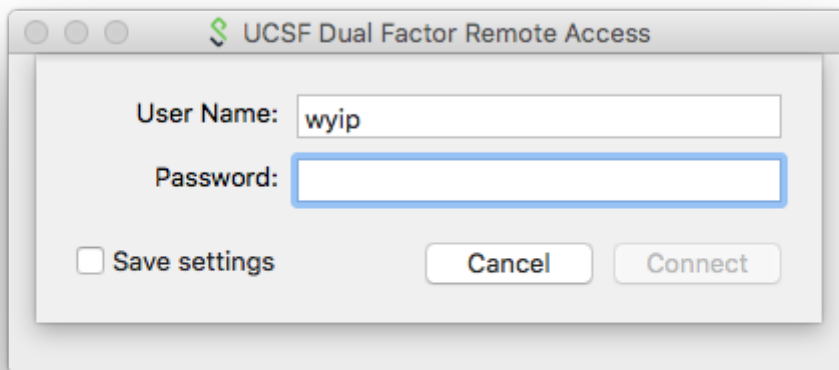 UCSF Dual Factor Remote Access
User Name: wyip
Password:
Save settings Cancel Connect